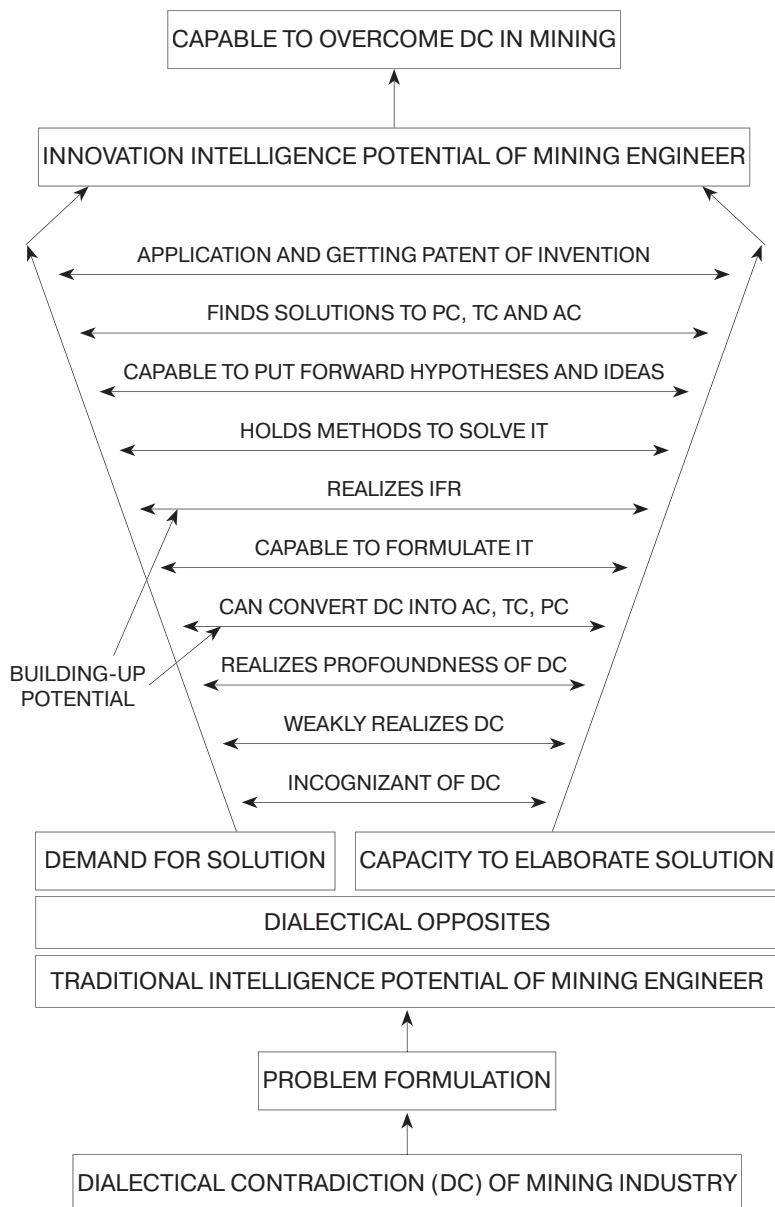 CAPABLE TO OVERCOME DC IN MINING
INNOVATION INTELLIGENCE POTENTIAL OF MINING ENGINEER
APPLICATION AND GETTING PATENT OF INVENTION
FINDS SOLUTIONS TO PC, TC AND AC
CAPABLE TO PUT FORWARD HYPOTHESES AND IDEAS
HOLDS METHODS TO SOLVE IT
REALIZES IFR
CAPABLE TO FORMULATE IT
CAN CONVERT DC INTO AC, TC, PC
BUILDING-UP
POTENTIAL
REALIZES PROFOUNDNESS OF DC
WEAKLY REALIZES DC
INCOGNIZANT OF DC
DEMAND FOR SOLUTION
CAPACITY TO ELABORATE SOLUTION
DIALECTICAL OPPOSITES
TRADITIONAL INTELLIGENCE POTENTIAL OF MINING ENGINEER
PROBLEM FORMULATION
DIALECTICAL CONTRADICTION (DC) OF MINING INDUSTRY